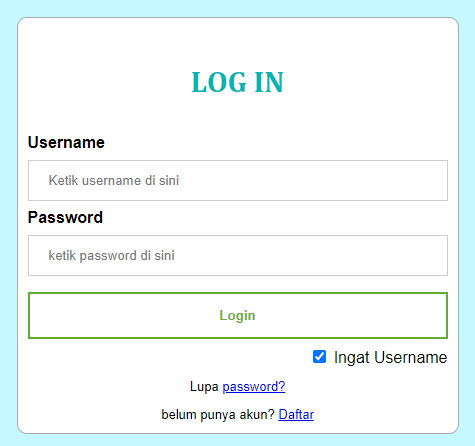 LOG IN
Username
Ketik username di sini
Password
ketik password di sini
Login
Ingat Username
Lupa password?
belum punya akun? Daftar